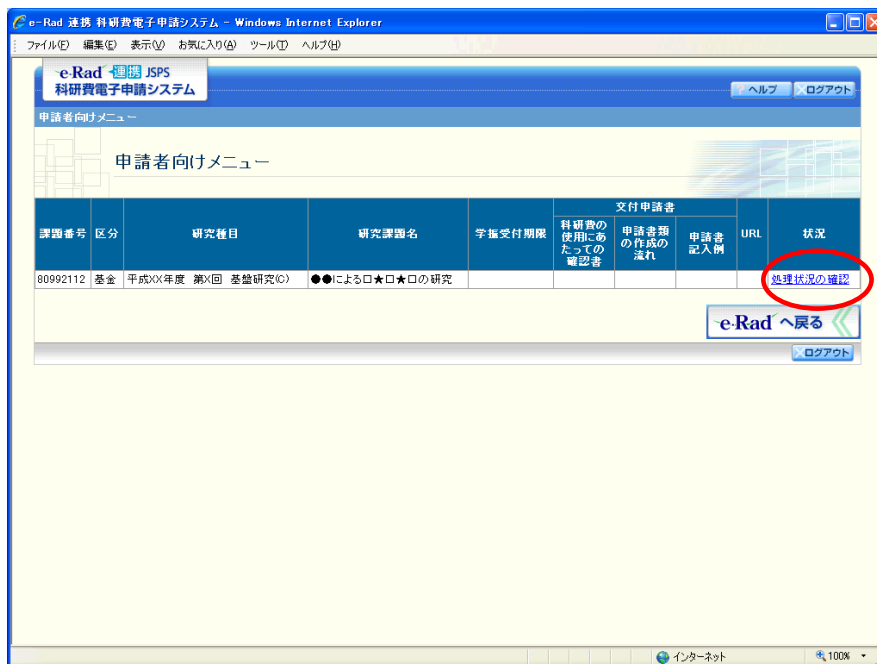 e-Rad 連携 科研費電子申請システム - Windows Internet Explorer
ファイル(F) 編集(E) 表示(V) お気に入り(A) ツール(T) ヘルプ(H)
e-Rad 連携 JSPS
科研費電子申請システム
ヘルプ ログアウト
申請者向けメニュー
申請者向けメニュー
交付申請書
課題番号 区分 研究種目 研究課題名 学振受付期限 科研費の使用にあたっての確認書 申請書類の作成の流れ 申請書記入例 URL 状況
80992112 基金 平成XX年度 第X回 基盤研究(C) ●●による□★□★□の研究 処理状況の確認
e-Rad へ戻る
ログアウト
インターネット 100%